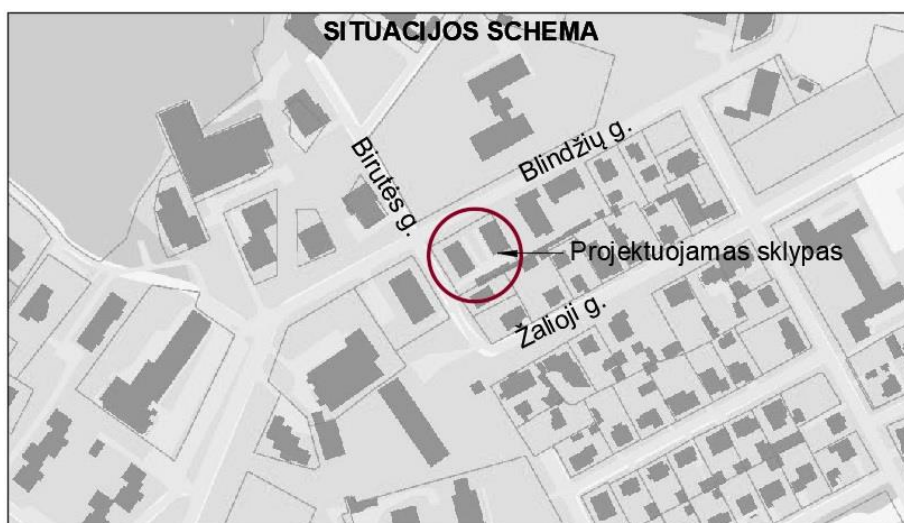 SITUACIJOS SCHEMA
Birutės g.
Blindžių g.
Projektuojamas sklypas
Žalioji g.